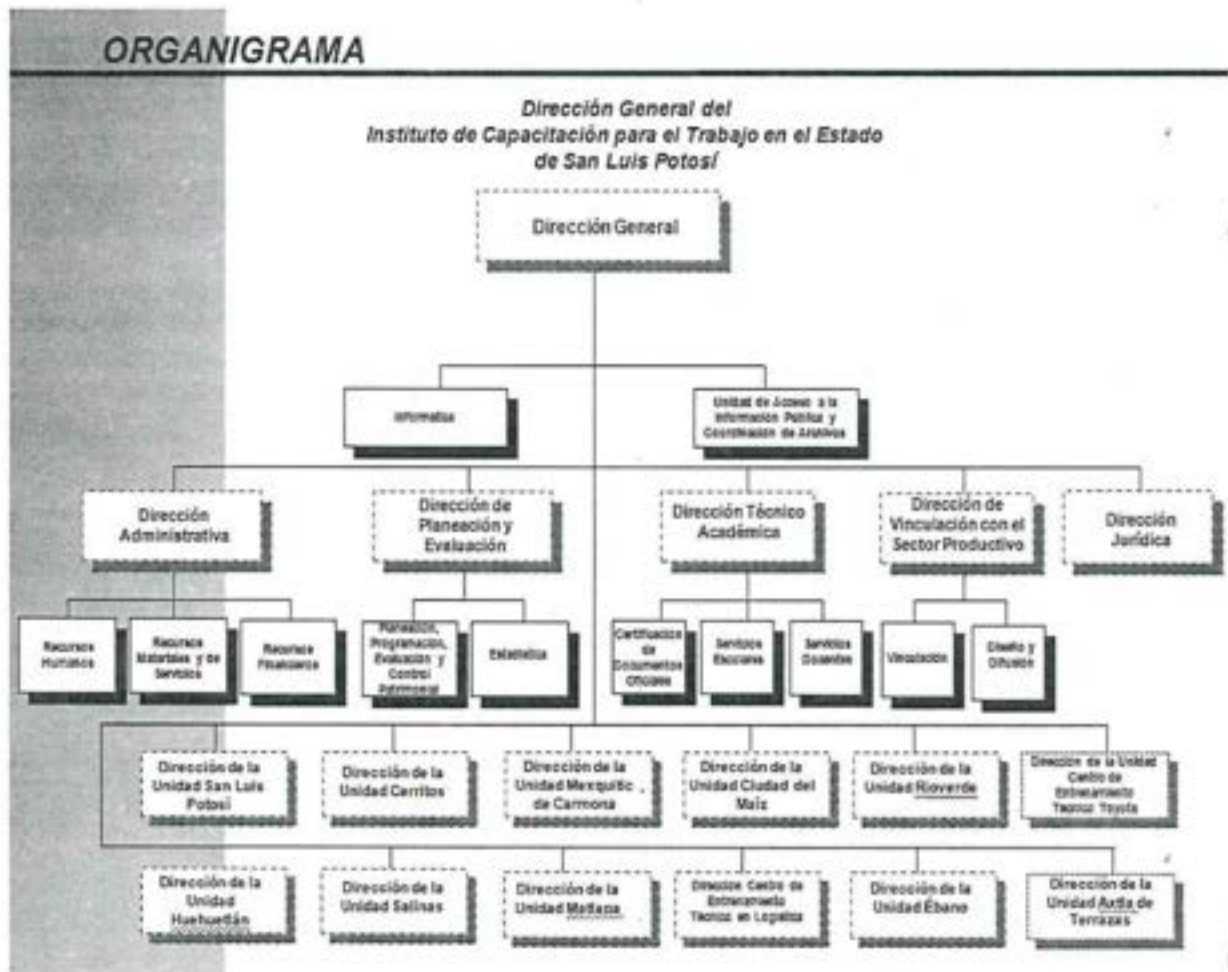 ORGANIGRAMA
Dirección General del
Instituto de Capacitación para el Trabajo en el Estado
de San Luis Potosí
Dirección General
Informática
Unidad de Acceso a la
Información Pública y
Coordinación de Archivos
Dirección
Administrativa
Dirección de
Planeación y
Evaluación
Dirección Técnico
Académica
Dirección de
Vinculación con el
Sector Productivo
Dirección
Jurídica
Recursos
Humanos
Recursos
Materiales y de
Servicios
Recursos
Financieros
Planeación,
Programación,
Evaluación y
Control
Patrimonial
Estadística
Certificación
de
Documentos
Oficiales
Servicios
Escolares
Servicios
Docentes
Vinculación
Diseño y
Difusión
Dirección de la
Unidad San Luis
Potosí
Dirección de la
Unidad Cerritos
Dirección de la
Unidad Mexquitic
de Carmona
Dirección de la
Unidad Ciudad del
Maíz
Dirección de la
Unidad Rioverde
Dirección de la Unidad
Centro de
Entrenamiento
Técnico Toyota
Dirección de la
Unidad
Huehuetlán
Dirección de la
Unidad Salinas
Dirección de la
Unidad Matlapa
Dirección Centro de
Entrenamiento
Técnico en Logística
Dirección de la
Unidad Ébano
Dirección de la
Unidad Axtla de
Terrazas